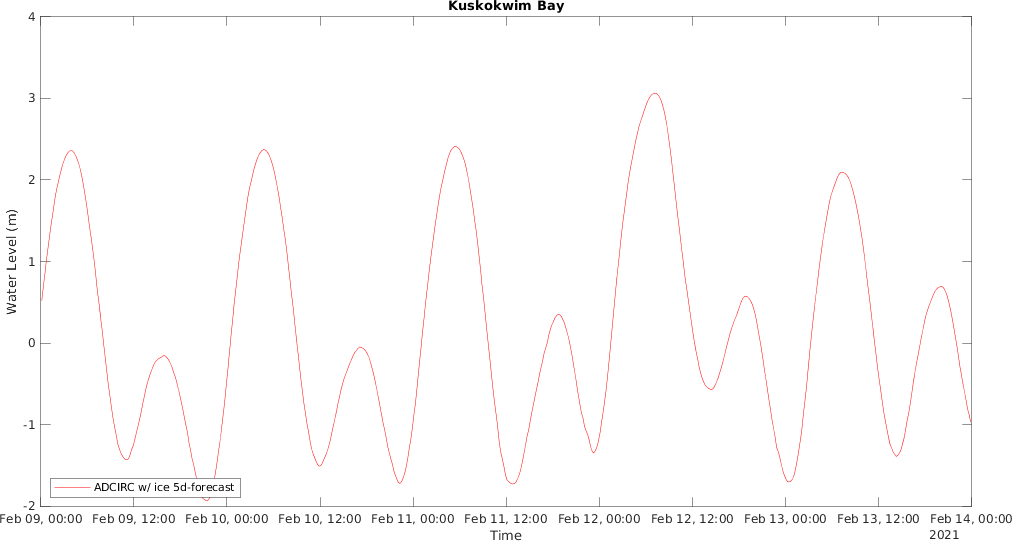 Kuskokwim Bay
4
3
2
1
0
-1
-2
Water Level (m)
ADCIRC w/ ice 5d-forecast
Feb 09, 00:00 Feb 09, 12:00 Feb 10, 00:00 Feb 10, 12:00 Feb 11, 00:00 Feb 11, 12:00 Feb 12, 00:00 Feb 12, 12:00 Feb 13, 00:00 Feb 13, 12:00 Feb 14, 00:00
Time
2021